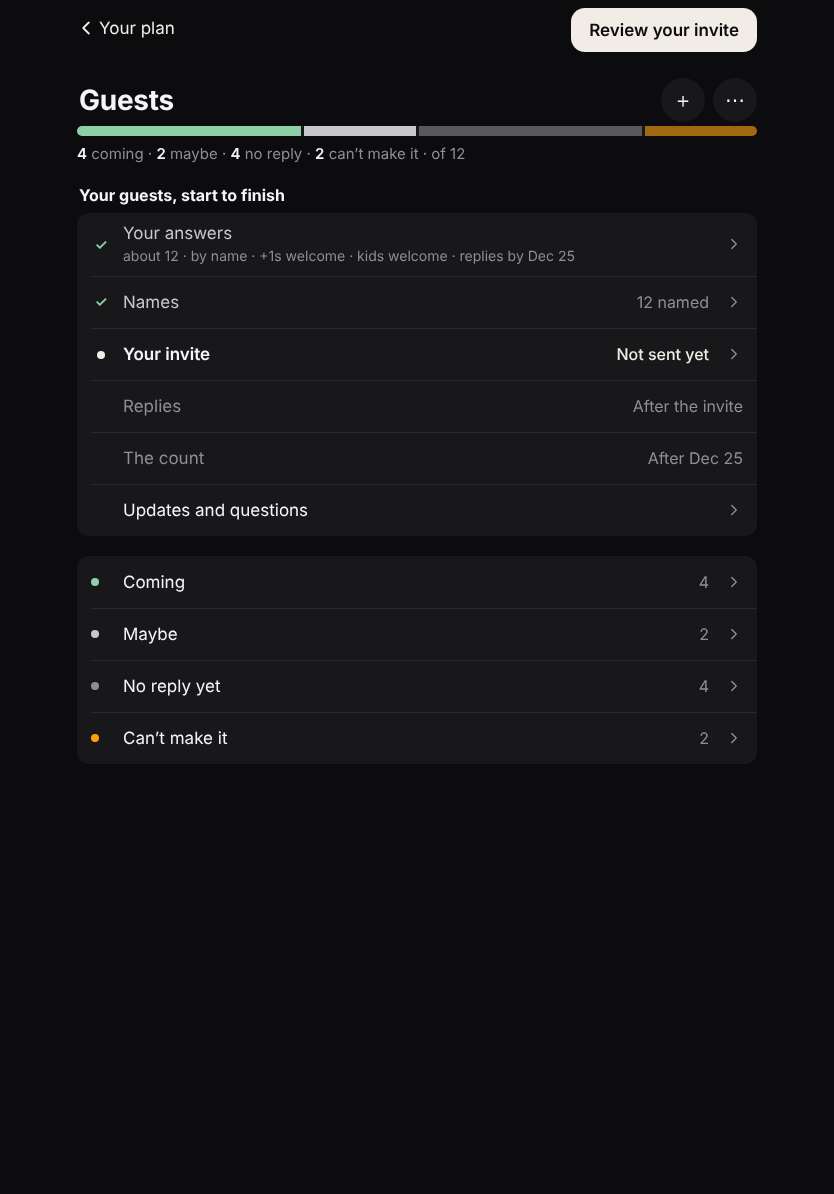 Your plan
Review your invite
Guests
+ ···
4 coming · 2 maybe · 4 no reply · 2 can’t make it · of 12
Your guests, start to finish
Your answers
about 12 · by name · +1s welcome · kids welcome · replies by Dec 25
Names 12 named
Your invite Not sent yet
Replies After the invite
The count After Dec 25
Updates and questions
Coming 4
Maybe 2
No reply yet 4
Can’t make it 2